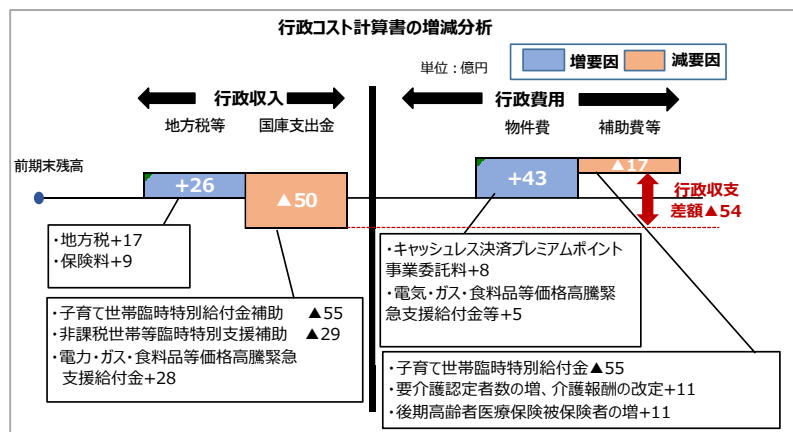 行政コスト計算書の増減分析
単位：億円
増要因
減要因
行政収入
地方税等
国庫支出金
行政費用
物件費
補助費等
前期末残高
+26
▲50
+43
▲17
行政収支
差額▲54
・地方税+17
・保険料+9
・子育て世帯臨時特別給付金補助 ▲55
・非課税世帯等臨時特別支援補助 ▲29
・電力・ガス・食料品等価格高騰緊急
支援給付金+28
・キャッシュレス決済プレミアムポイント
事業委託料+8
・電気・ガス・食料品等価格高騰緊
急支援給付金等+5
・子育て世帯臨時特別給付金▲55
・要介護認定者数の増、介護報酬の改定+11
・後期高齢者医療保険被保険者の増+11